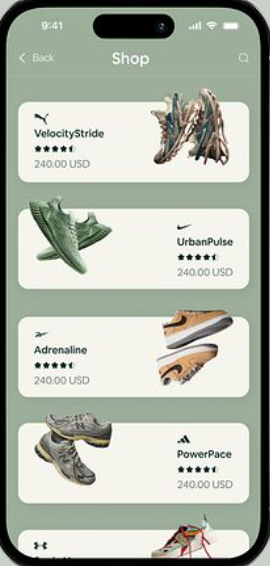 9:41
Back
Shop
VelocityStride
240.00 USD
UrbanPulse
240.00 USD
Adrenaline
240.00 USD
PowerPace
240.00 USD